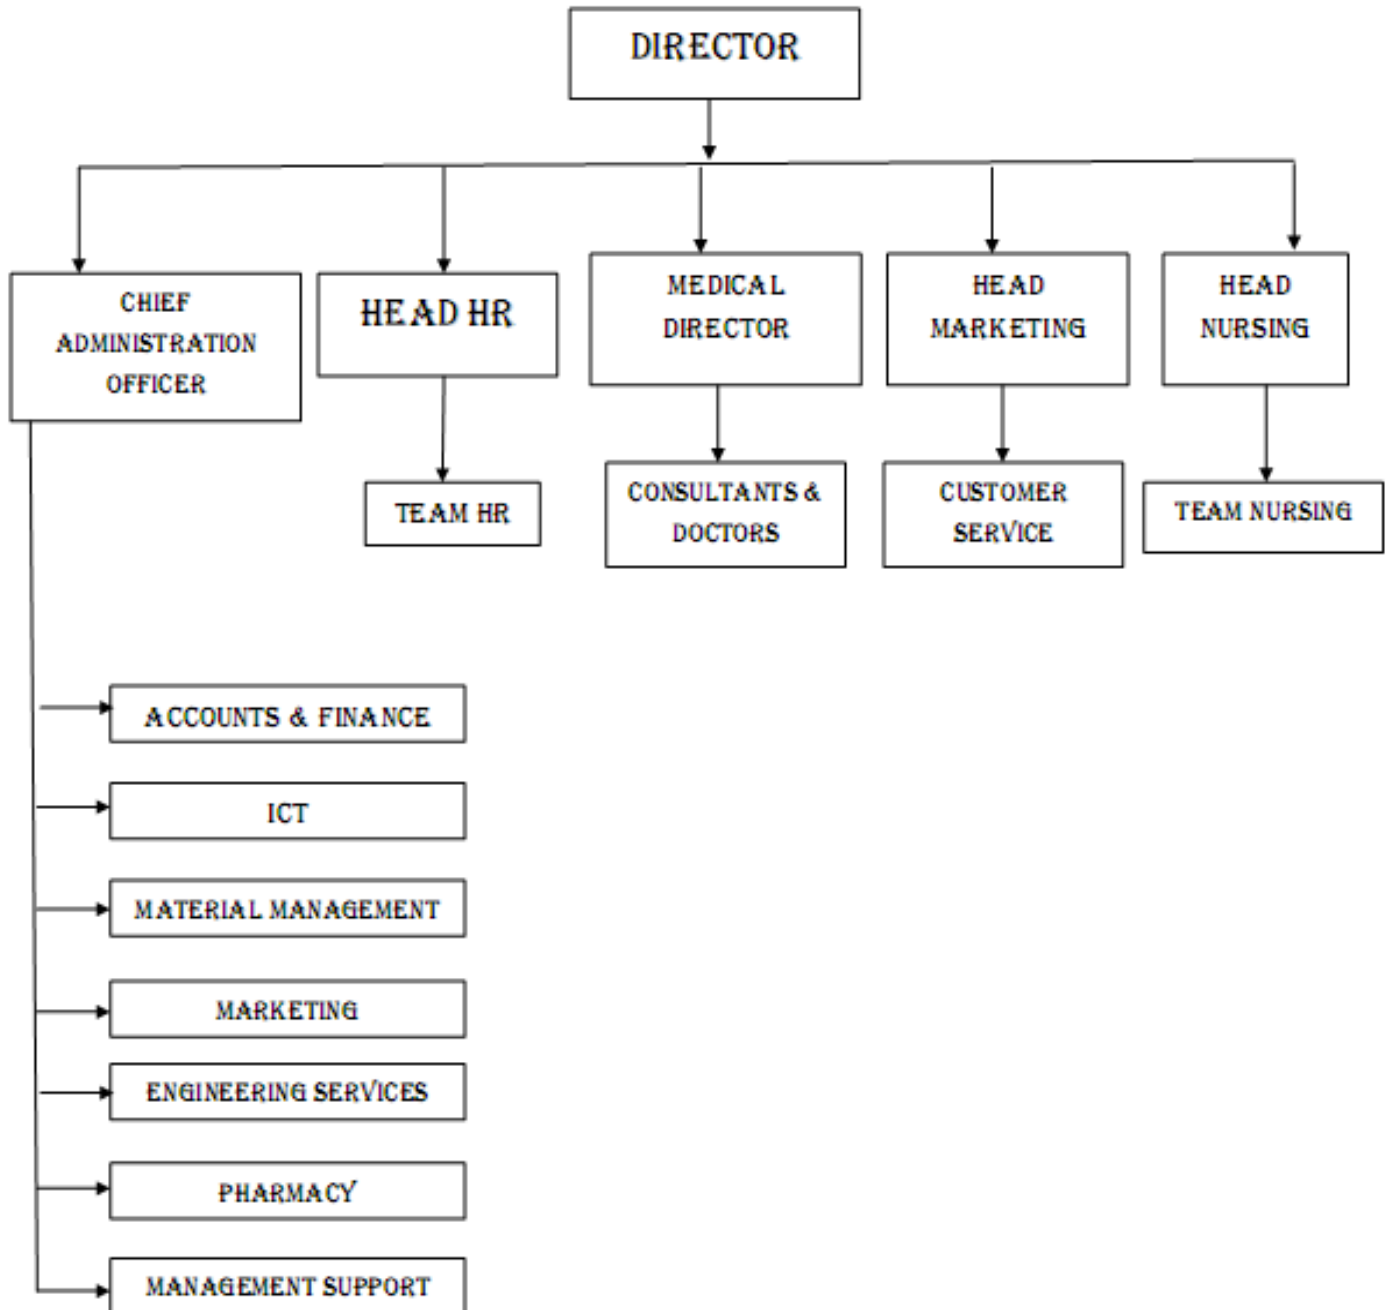 DIRECTOR
CHIEF
ADMINISTRATION
OFFICER
HEAD HR
MEDICAL
DIRECTOR
HEAD
MARKETING
HEAD
NURSING
TEAM HR
CONSULTANTS &
DOCTORS
CUSTOMER
SERVICE
TEAM NURSING
ACCOUNTS & FINANCE
ICT
MATERIAL MANAGEMENT
MARKETING
ENGINEERING SERVICES
PHARMACY
MANAGEMENT SUPPORT